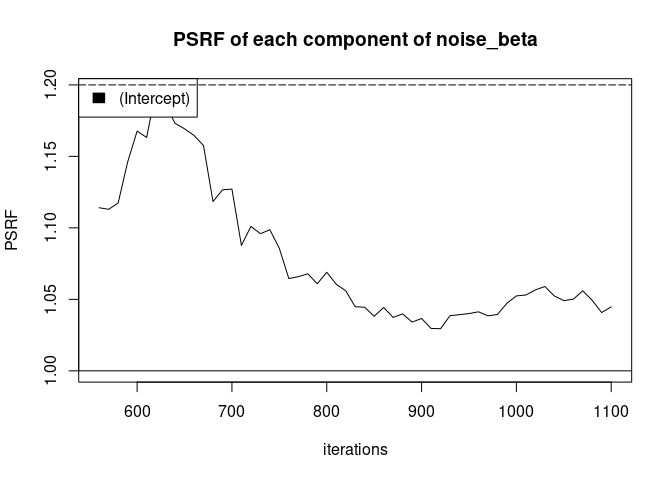 PSRF of each component of noise_beta
(Intercept)
PSRF
1.20
1.15
1.10
1.05
1.00
600 700 800 900 1000 1100
iterations